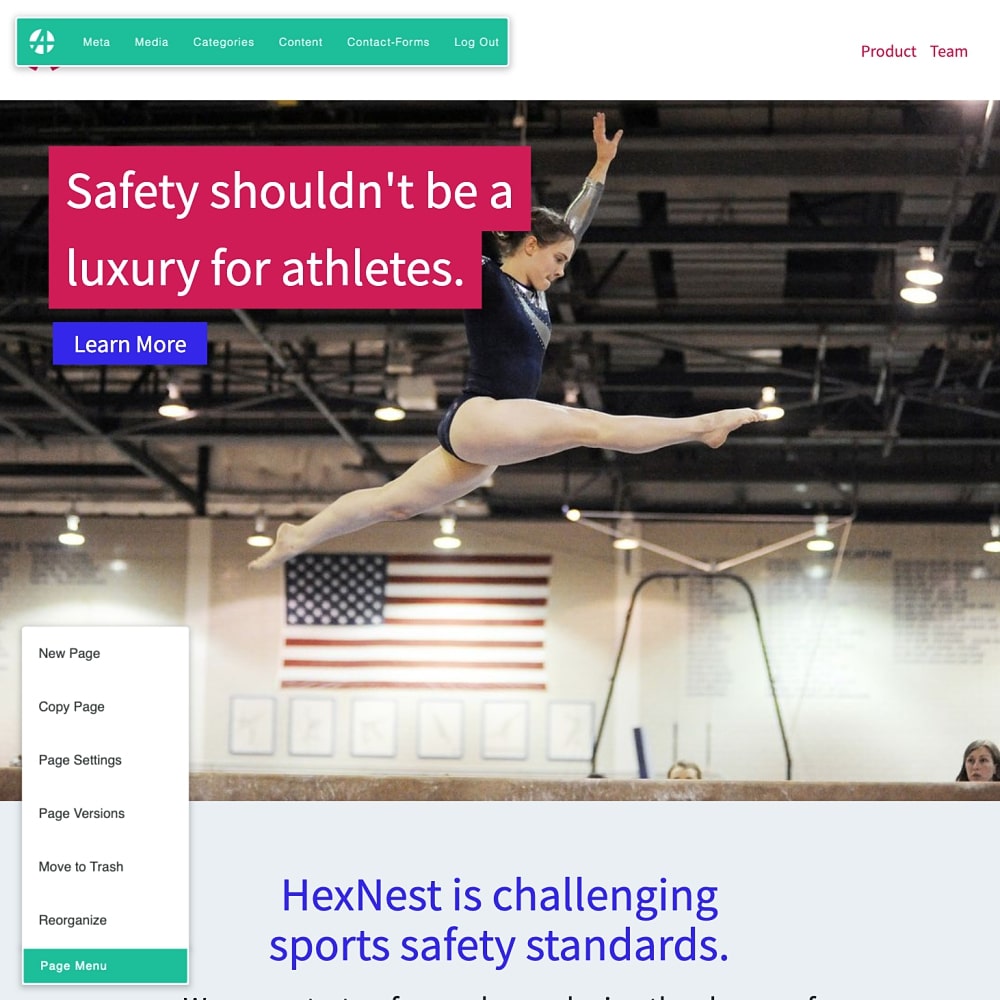 Meta Media Categories Content Contact-Forms Log Out
Product Team
Safety shouldn't be a
luxury for athletes.
Learn More
New Page
Copy Page
Page Settings
Page Versions
Move to Trash
Reorganize
Page Menu
HexNest is challenging
sports safety standards.